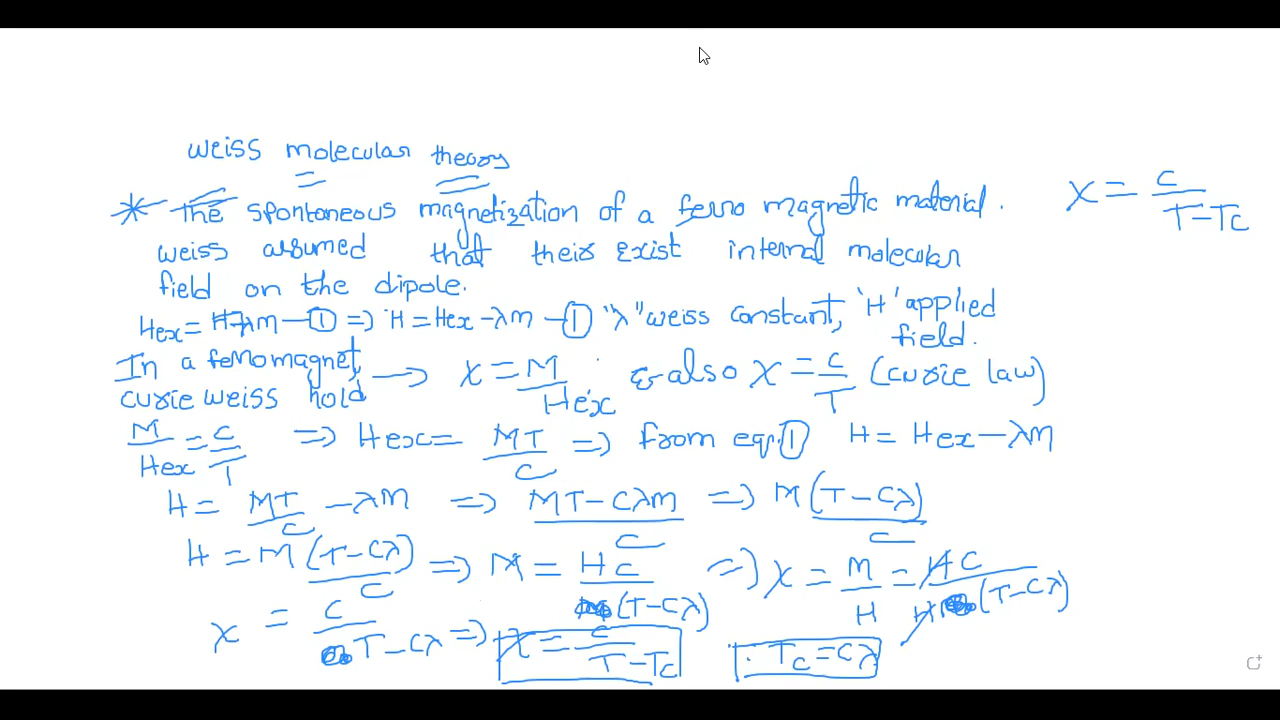 weiss molecular theory
* The spontaneous magnetization of a ferro magnetic material.
χ = C/(T-Tc)
weiss assumed that their exist internal molecular
field on the dipole.
Hex = H+λM —① => H = Hex - λM —① "λ" weiss constant, 'H' applied field.
In a ferromagnet, curie weiss hold → χ = M/Hex & also χ = C/T (curie law)
M/Hex = C/T => Hex = MT/C => from eq.① H = Hex - λM
H = MT/C - λM => (MT - CλM)/C => M(T - Cλ)/C
H = M(T-Cλ)/C => M = HC/(T-Cλ) => χ = M/H = HC/H(T-Cλ)
χ = C/(T-Cλ) => χ = C/(T-Tc) ∵ Tc = Cλ